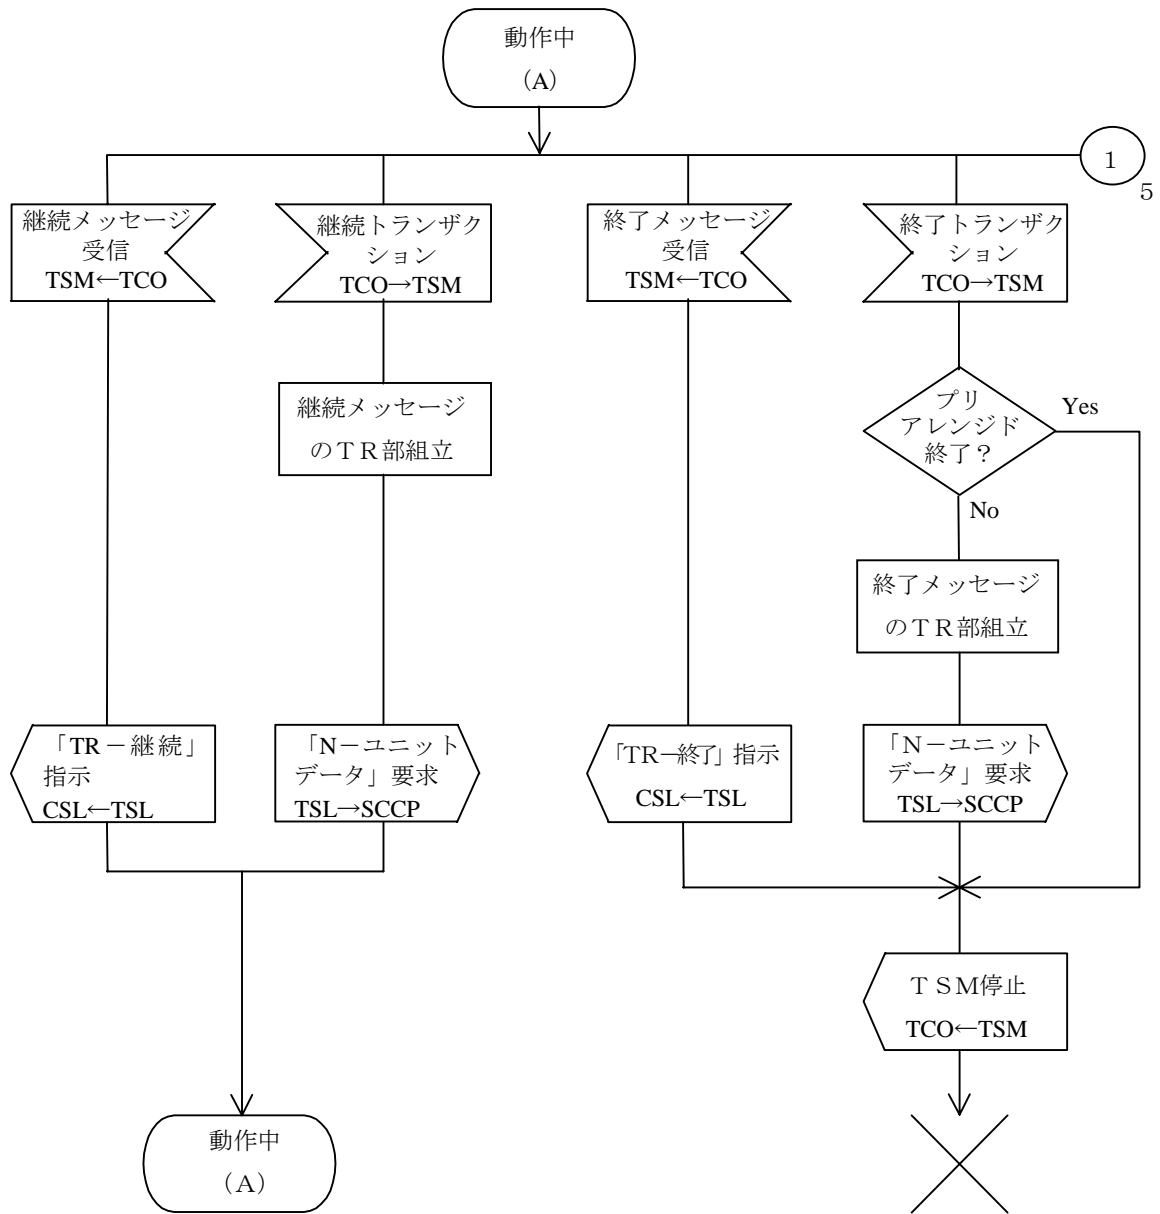 動作中
(A)
1
5
継続メッセージ
受信
TSM←TCO
継続トランザク
ション
TCO→TSM
終了メッセージ
受信
TSM←TCO
終了トランザク
ション
TCO→TSM
継続メッセージ
のTR部組立
プリ
アレンジド
終了？
Yes
No
終了メッセージ
のＴＲ部組立
「TR－継続」
指示
CSL←TSL
「N－ユニット
データ」要求
TSL→SCCP
「TR－終了」指示
CSL←TSL
「N－ユニット
データ」要求
TSL→SCCP
ＴＳＭ停止
TCO←TSM
動作中
（A）